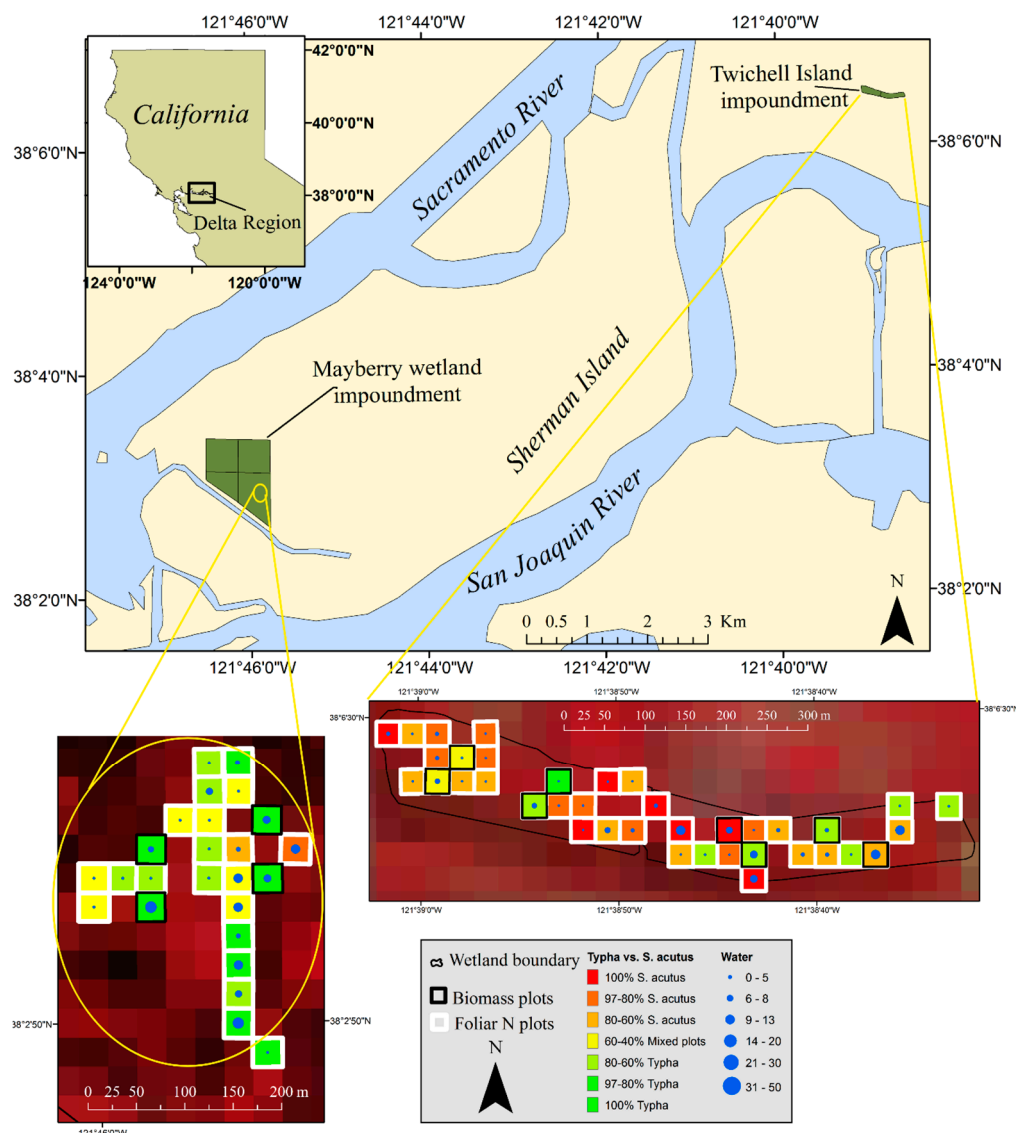 121°46'0"W 121°44'0"W 121°42'0"W 121°40'0"W
42°0'0"N
California
40°0'0"N
38°0'0"N
Delta Region
124°0'0"W 120°0'0"W
Sacramento River
Twichell Island
impoundment
38°6'0"N 38°6'0"N
Mayberry wetland
impoundment
Sherman Island
38°4'0"N 38°4'0"N
San Joaquin River
N
38°2'0"N 38°2'0"N
0 0.5 1 2 3 Km
121°46'0"W 121°44'0"W 121°42'0"W 121°40'0"W
121°39'0"W 121°38'50"W 121°38'40"W
38°6'30"N 38°6'30"N
0 25 50 100 150 200 250 300 m
121°39'0"W 121°38'50"W 121°38'40"W
38°2'50"N 38°2'50"N
0 25 50 100 150 200 m
121°46'0"W
Wetland boundary
Biomass plots
Foliar N plots
N
Typha vs. S. acutus
100% S. acutus
97-80% S. acutus
80-60% S. acutus
60-40% Mixed plots
80-60% Typha
97-80% Typha
100% Typha
Water
0 - 5
6 - 8
9 - 13
14 - 20
21 - 30
31 - 50